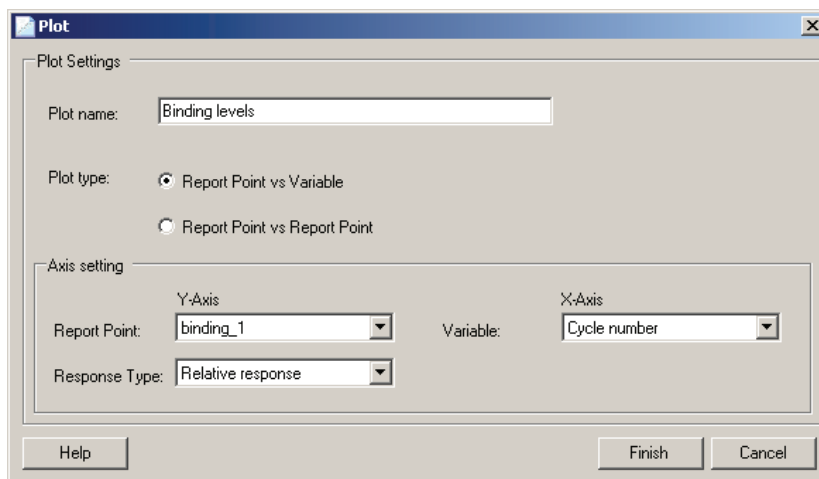 Plot
Plot Settings
Plot name: Binding levels
Plot type: Report Point vs Variable
Report Point vs Report Point
Axis setting
Y-Axis X-Axis
Report Point: binding_1 Variable: Cycle number
Response Type: Relative response
Help Finish Cancel